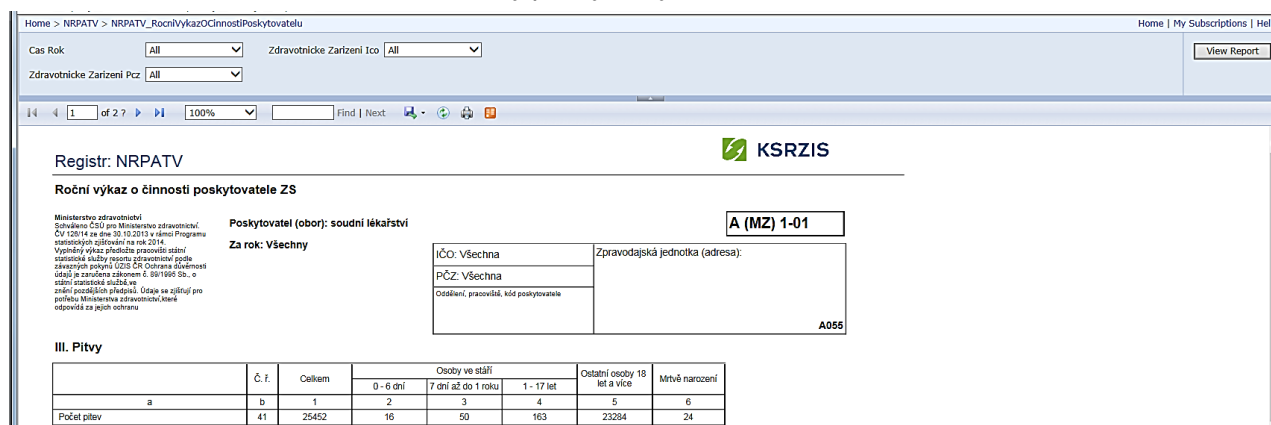 Home > NRPATV > NRPATV_RocniVykazOCinnostiPoskytovatelu
Home | My Subscriptions | Hel
Cas Rok All Zdravotnicke Zarizeni Ico All View Report
Zdravotnicke Zarizeni Pcz All
1 of 2 ? 100% Find | Next
KSRZIS
Registr: NRPATV
Roční výkaz o činnosti poskytovatele ZS
Ministerstvo zdravotnictví
Schváleno ČSÚ pro Ministerstvo zdravotnictví.
ČV 126/14 ze dne 30.10.2013 v rámci Programu
statistických zjišťování na rok 2014.
Vyplněný výkaz předložte pracovišti státní
statistické služby resortu zdravotnictví podle
závazných pokynů ÚZIS ČR Ochrana důvěrnosti
údajů je zaručena zákonem č. 89/1995 Sb., o
státní statistické službě,ve
znění pozdějších předpisů. Údaje se zjišťují pro
potřebu Ministerstva zdravotnictví,které
odpovídá za jejich ochranu
Poskytovatel (obor): soudní lékařství
Za rok: Všechny
A (MZ) 1-01
IČO: Všechna
PČZ: Všechna
Oddělení, pracoviště, kód poskytovatele
Zpravodajská jednotka (adresa):
A055
III. Pitvy
Č. ř. Celkem Osoby ve stáří Ostatní osoby 18 let a více Mrtvě narození
0 - 6 dní 7 dní až do 1 roku 1 - 17 let
a b 1 2 3 4 5 6
Počet pitev 41 25452 16 50 163 23284 24